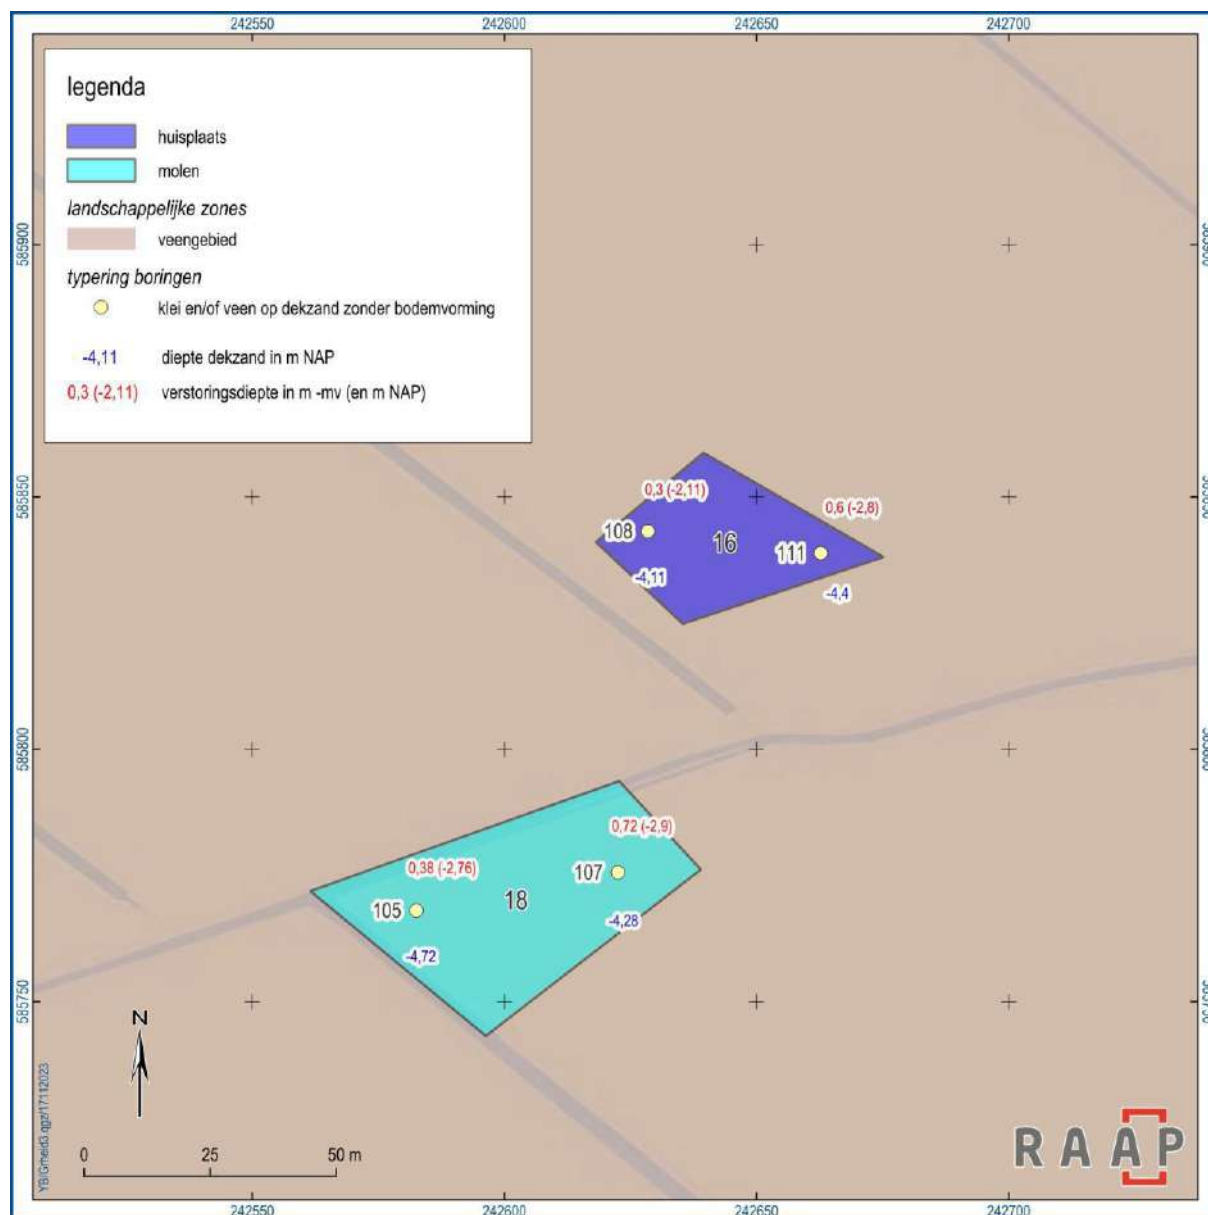 242550 242600 242650 242700
legenda
huisplaats
molen
landschappelijke zones
veengebied
typering boringen
klei en/of veen op dekzand zonder bodemvorming
-4,11 diepte dekzand in m NAP
0,3 (-2,11) verstoringsdiepte in m -mv (en m NAP)
585900
585850
0,3 (-2,11)
0,6 (-2,8)
108
16
111
-4,11
-4,4
585800
0,72 (-2,9)
0,38 (-2,76)
107
18
105
-4,28
-4,72
585750
N
0 25 50 m
RAAP
242550 242600 242650 242700